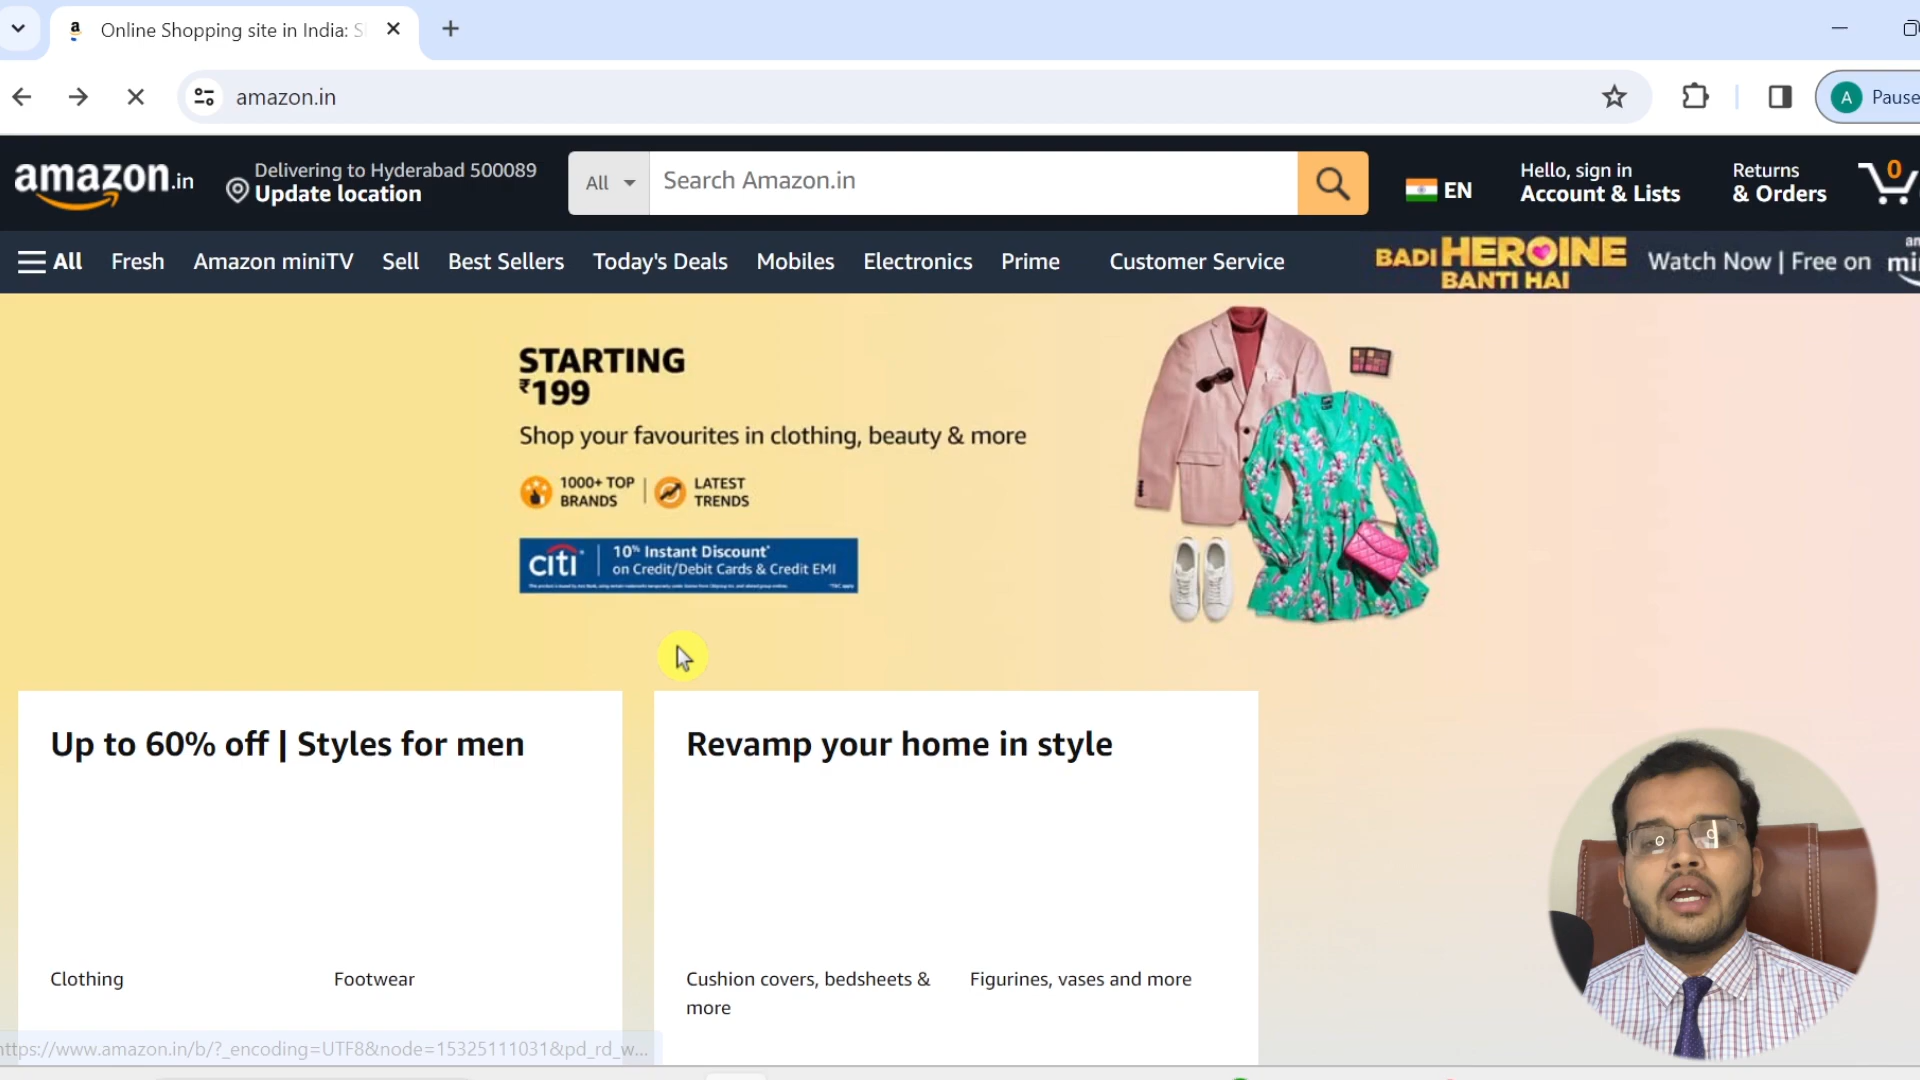 Online Shopping site in India: S
amazon.in
A Pause
amazon.in
Delivering to Hyderabad 500089
Update location
All
Search Amazon.in
EN
Hello, sign in
Account & Lists
Returns
& Orders
0
All
Fresh
Amazon miniTV
Sell
Best Sellers
Today's Deals
Mobiles
Electronics
Prime
Customer Service
BADI HEROINE
BANTI HAI
Watch Now | Free on
STARTING
₹199
Shop your favourites in clothing, beauty & more
1000+ TOP
BRANDS
LATEST
TRENDS
citi
10% Instant Discount*
on Credit/Debit Cards & Credit EMI
Up to 60% off | Styles for men
Revamp your home in style
Clothing
Footwear
Cushion covers, bedsheets &
more
Figurines, vases and more
https://www.amazon.in/b/?_encoding=UTF8&node=15325111031&pd_rd_w...